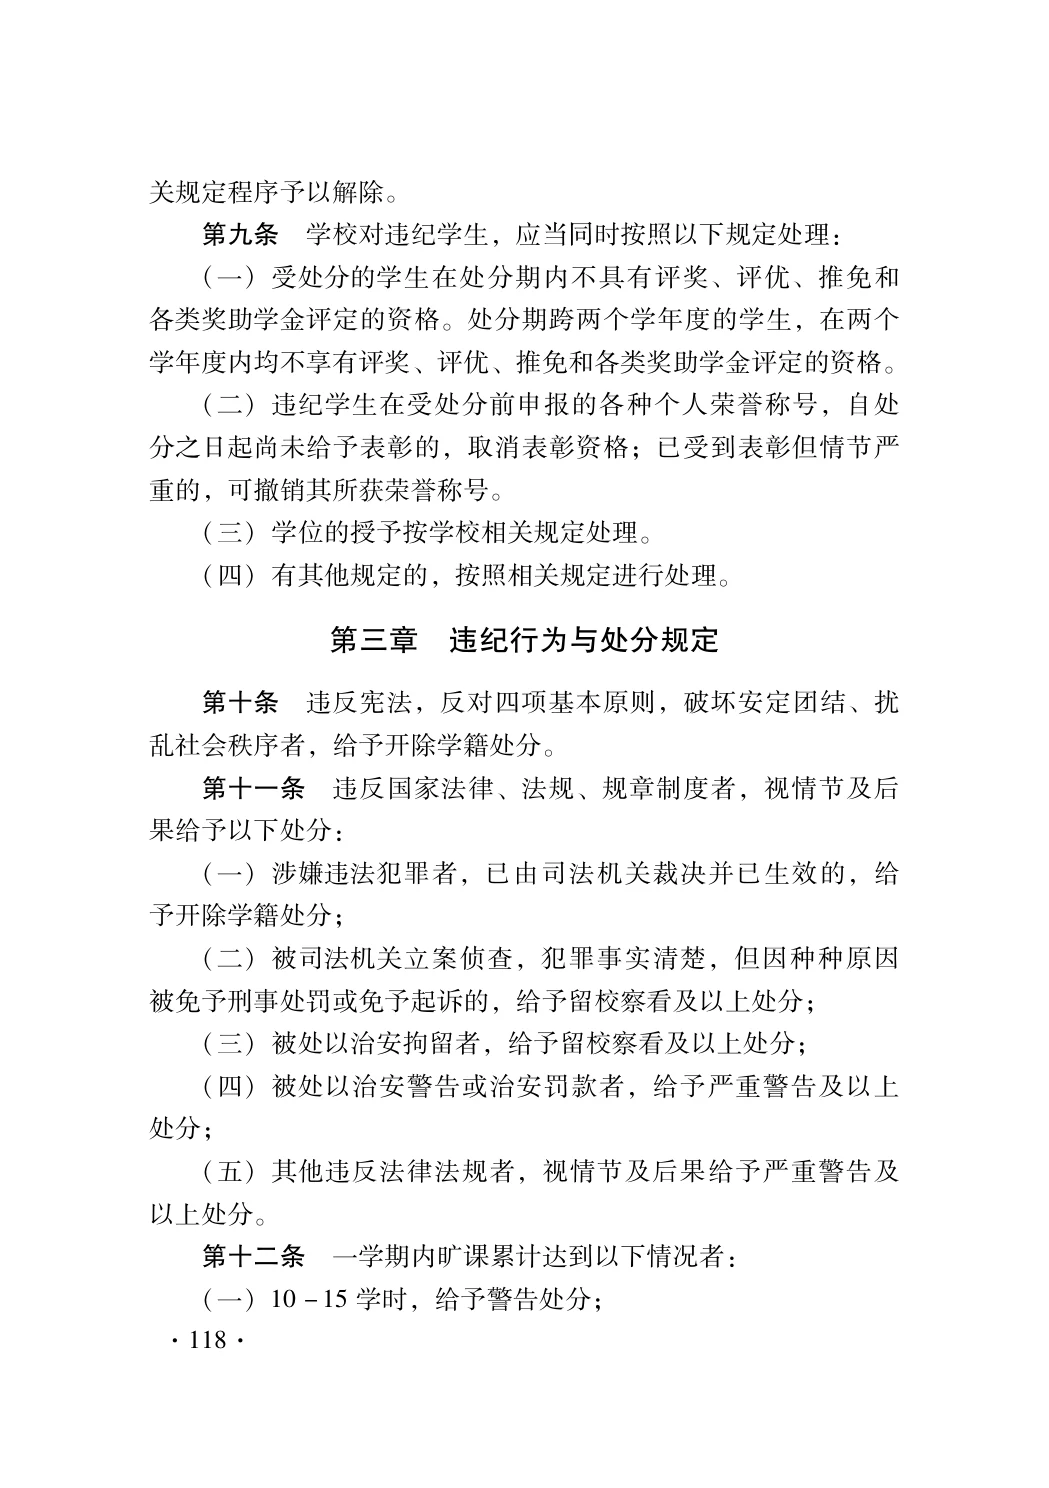 关规定程序予以解除。
第九条　学校对违纪学生，应当同时按照以下规定处理：
（一）受处分的学生在处分期内不具有评奖、评优、推免和
各类奖助学金评定的资格。处分期跨两个学年度的学生，在两个
学年度内均不享有评奖、评优、推免和各类奖助学金评定的资格。
（二）违纪学生在受处分前申报的各种个人荣誉称号，自处
分之日起尚未给予表彰的，取消表彰资格；已受到表彰但情节严
重的，可撤销其所获荣誉称号。
（三）学位的授予按学校相关规定处理。
（四）有其他规定的，按照相关规定进行处理。
第三章　违纪行为与处分规定
第十条　违反宪法，反对四项基本原则，破坏安定团结、扰
乱社会秩序者，给予开除学籍处分。
第十一条　违反国家法律、法规、规章制度者，视情节及后
果给予以下处分：
（一）涉嫌违法犯罪者，已由司法机关裁决并已生效的，给
予开除学籍处分；
（二）被司法机关立案侦查，犯罪事实清楚，但因种种原因
被免予刑事处罚或免予起诉的，给予留校察看及以上处分；
（三）被处以治安拘留者，给予留校察看及以上处分；
（四）被处以治安警告或治安罚款者，给予严重警告及以上
处分；
（五）其他违反法律法规者，视情节及后果给予严重警告及
以上处分。
第十二条　一学期内旷课累计达到以下情况者：
（一）10－15 学时，给予警告处分；
·118·